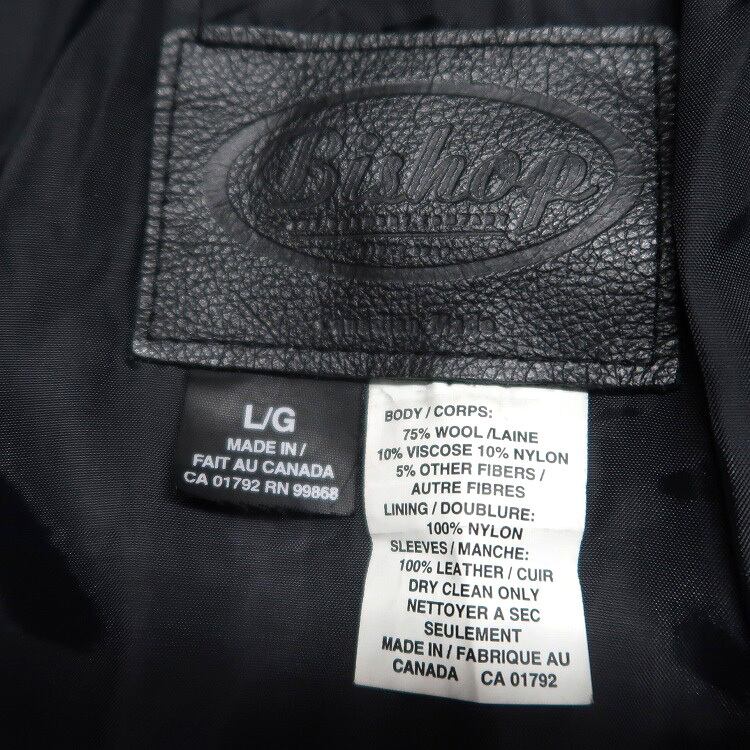 Bishop
L/G
MADE IN /
FAIT AU CANADA
CA 01792 RN 99868
BODY / CORPS:
75% WOOL /LAINE
10% VISCOSE 10% NYLON
5% OTHER FIBERS /
AUTRE FIBRES
LINING / DOUBLURE:
100% NYLON
SLEEVES / MANCHE:
100% LEATHER / CUIR
DRY CLEAN ONLY
NETTOYER A SEC
SEULEMENT
MADE IN / FABRIQUE AU
CANADA CA 01792